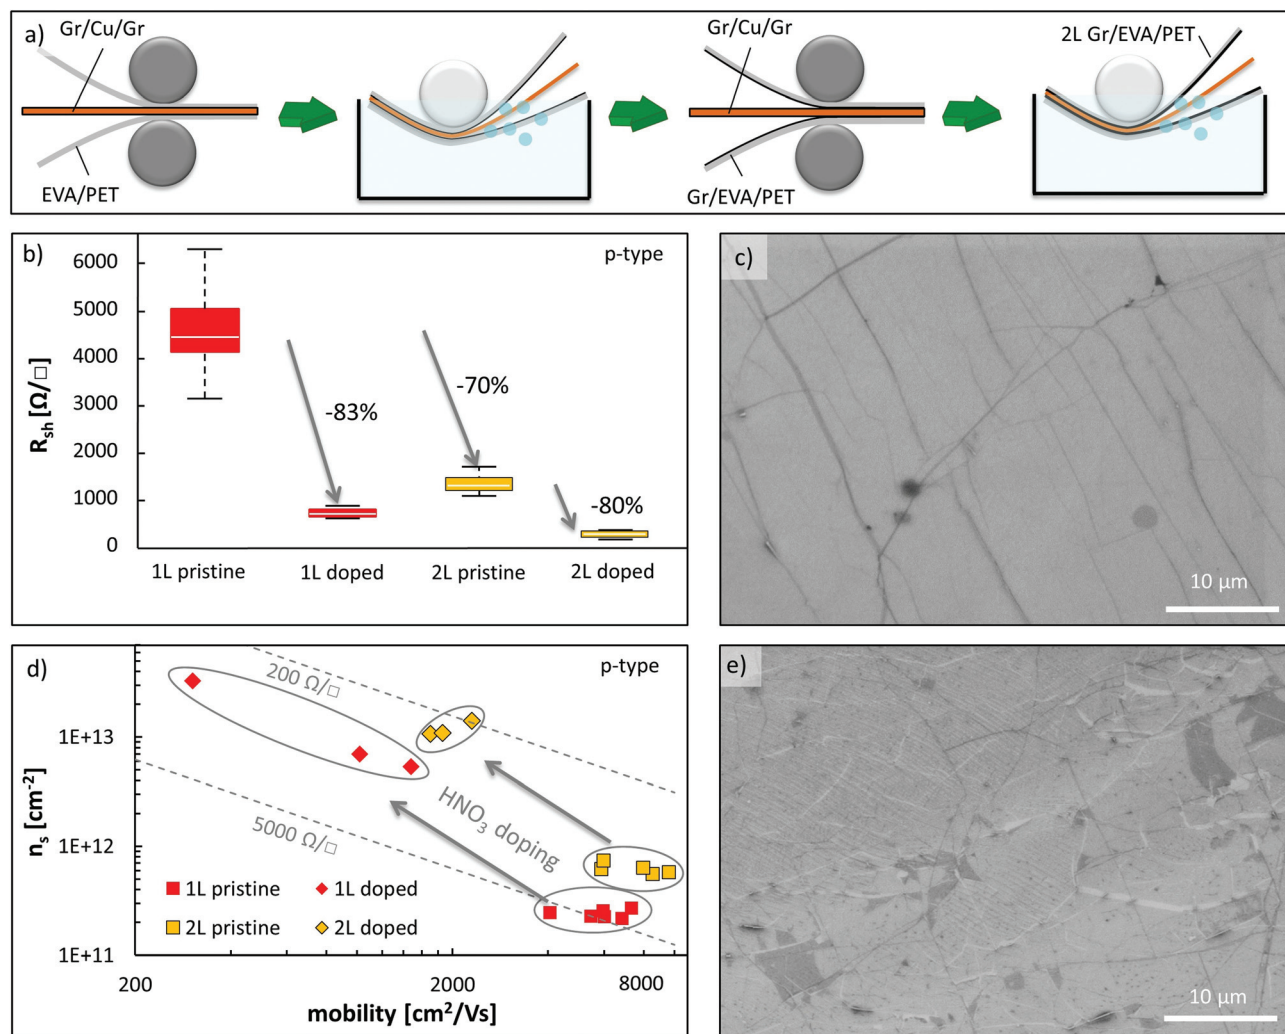 a)
Gr/Cu/Gr
EVA/PET
Gr/Cu/Gr
Gr/EVA/PET
2L Gr/EVA/PET
b)
p-type
6000
5000
4000
3000
2000
1000
0
R_sh [Ω/□]
-83%
-70%
-80%
1L pristine
1L doped
2L pristine
2L doped
c)
10 µm
d)
p-type
200 Ω/□
5000 Ω/□
HNO₃ doping
1E+13
1E+12
1E+11
n_s [cm⁻²]
1L pristine
1L doped
2L pristine
2L doped
200
2000
8000
mobility [cm²/Vs]
e)
10 µm